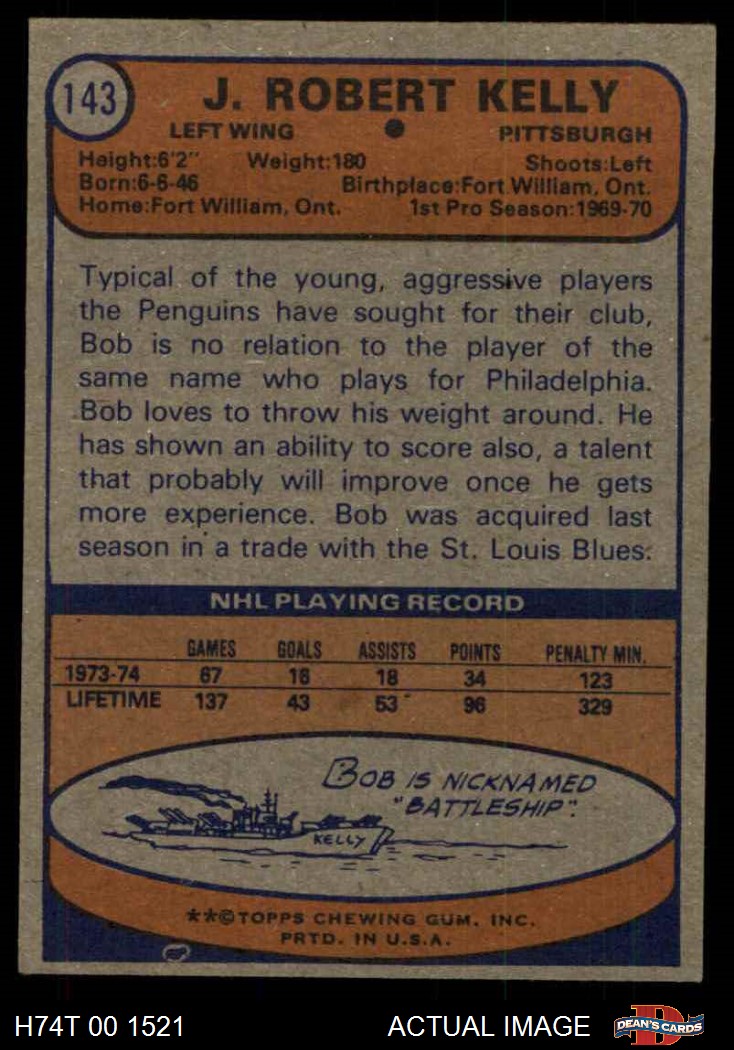 143
J. ROBERT KELLY
LEFT WING • PITTSBURGH
Height:6'2" Weight:180 Shoots:Left
Born:6-6-46 Birthplace:Fort William, Ont.
Home:Fort William, Ont. 1st Pro Season:1969-70
Typical of the young, aggressive players
the Penguins have sought for their club,
Bob is no relation to the player of the
same name who plays for Philadelphia.
Bob loves to throw his weight around. He
has shown an ability to score also, a talent
that probably will improve once he gets
more experience. Bob was acquired last
season in a trade with the St. Louis Blues.
NHL PLAYING RECORD
GAMES GOALS ASSISTS POINTS PENALTY MIN.
1973-74 67 16 18 34 123
LIFETIME 137 43 53 96 329
BOB IS NICKNAMED
"BATTLESHIP".
KELLY
**©TOPPS CHEWING GUM, INC.
PRTD. IN U.S.A.
H74T 00 1521 ACTUAL IMAGE D DEAN'S CARDS